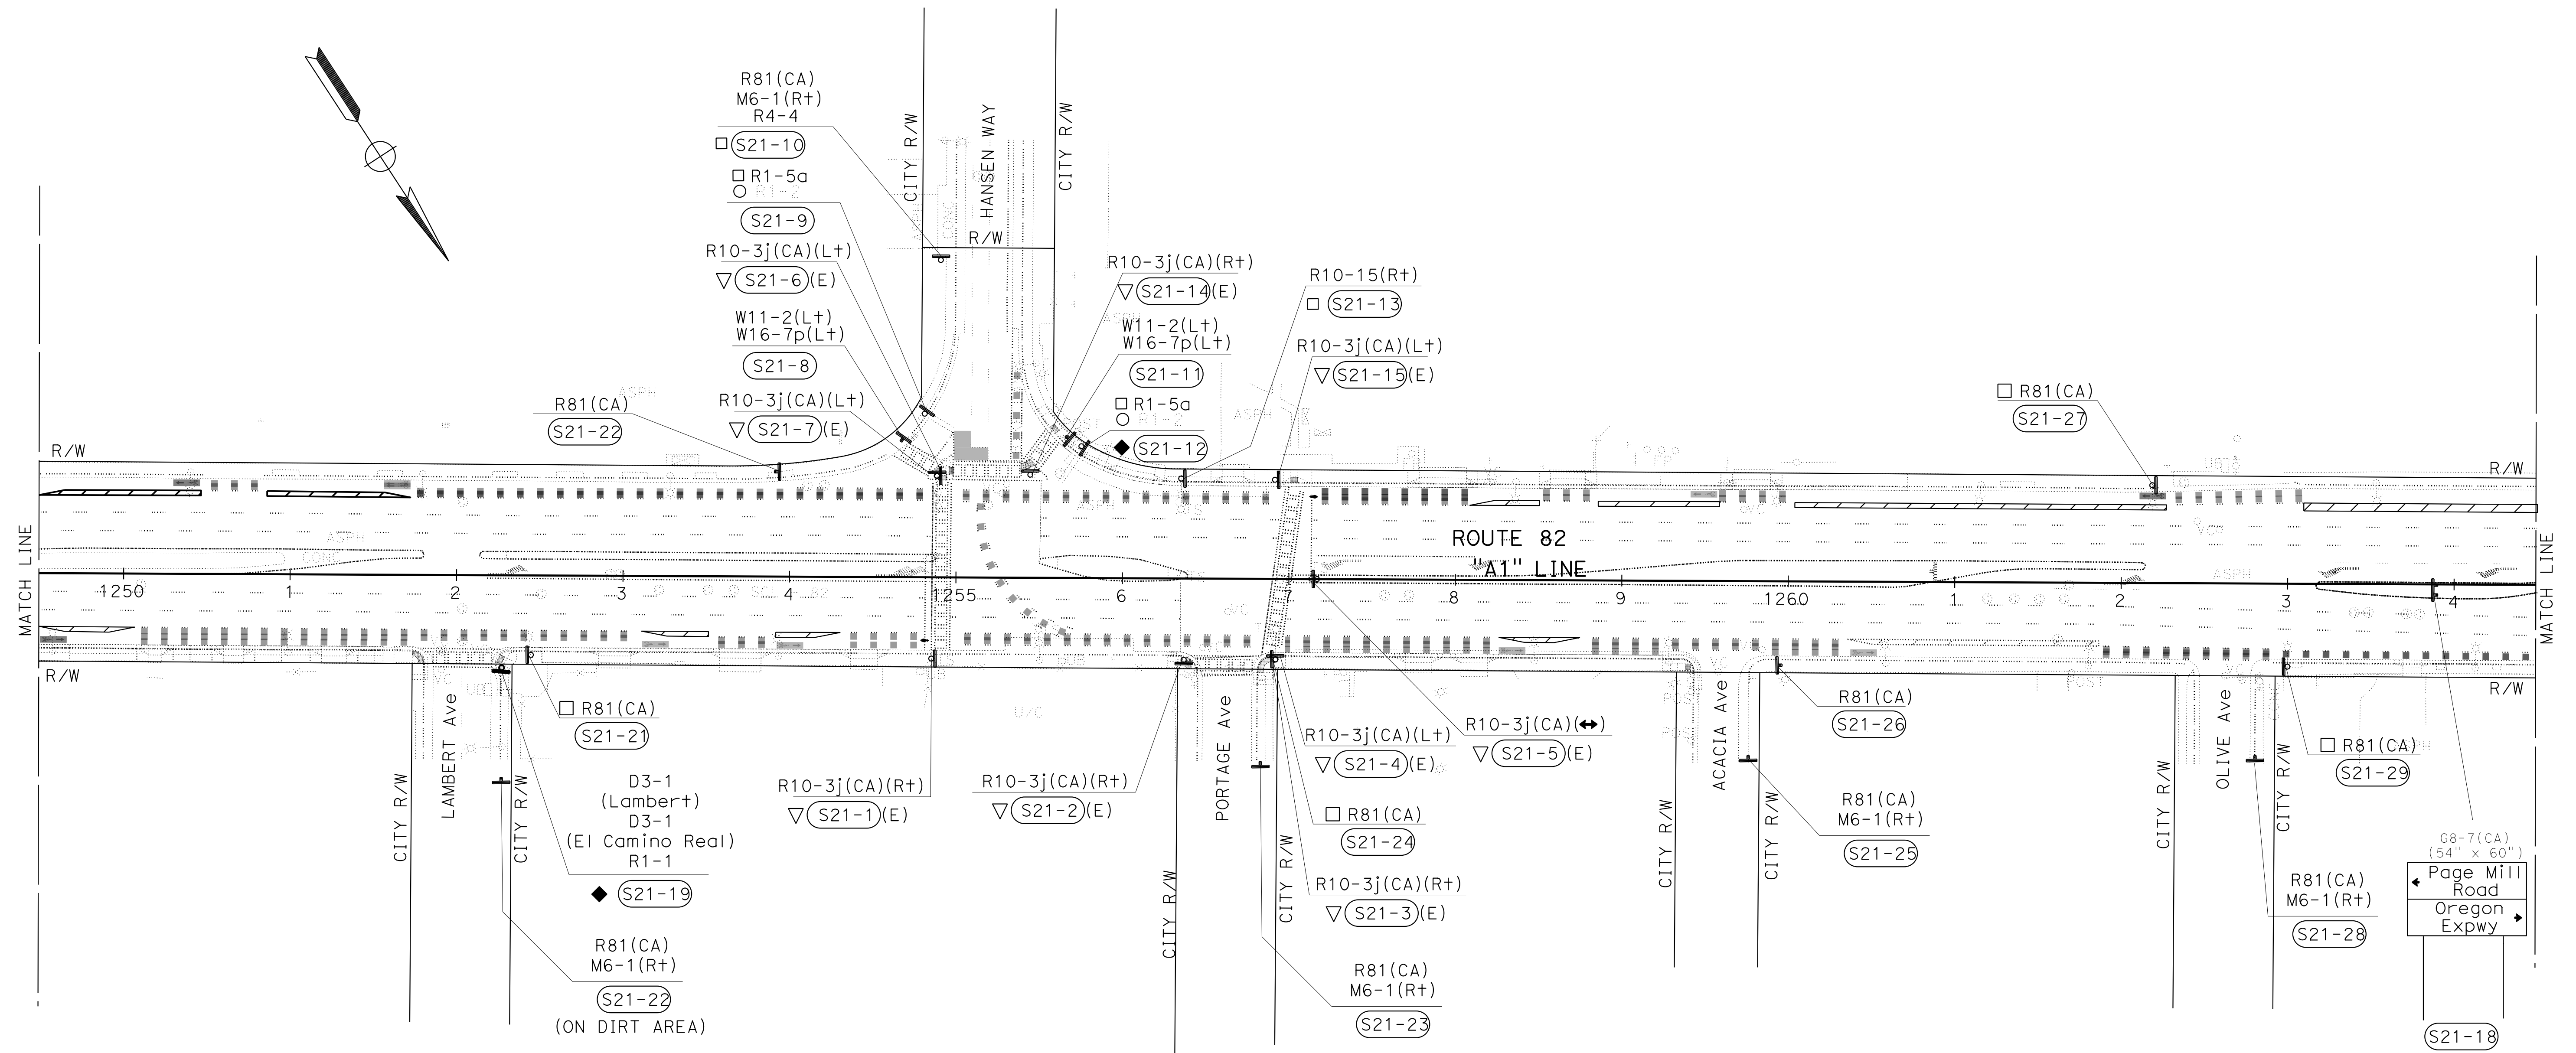 R81(CA)
M6-1(Rt)
R4-4
S21-10
R1-5a
R1-2
S21-9
R10-3j(CA)(Lt)
S21-6 (E)
W11-2(Lt)
W16-7p(Lt)
S21-8
R10-3j(CA)(Lt)
S21-7 (E)
R81(CA)
S21-22
CITY R/W
HANSEN WAY
CITY R/W
R/W
CONC
R10-3j(CA)(Rt)
S21-14 (E)
W11-2(Lt)
W16-7p(Lt)
S21-11
R1-5a
R1-2
S21-12
R10-15(Rt)
S21-13
R10-3j(CA)(Lt)
S21-15 (E)
R81(CA)
S21-27
R/W
R/W
ASPH
ASPH
ASPH
ASPH
ASPH
CONC
MATCH LINE
ROUTE 82
"A1" LINE
MATCH LINE
1250
1
2
3
4
1255
6
7
8
9
1260
1
2
3
4
ASPH
R/W
R/W
U/C
LAMBERT Ave
CITY R/W
CITY R/W
R81(CA)
S21-21
D3-1
(Lambert)
D3-1
(El Camino Real)
R1-1
S21-19
R81(CA)
M6-1(Rt)
S21-22
(ON DIRT AREA)
R10-3j(CA)(Rt)
S21-1 (E)
R10-3j(CA)(Rt)
S21-2 (E)
PORTAGE Ave
CITY R/W
CITY R/W
R10-3j(CA)(Lt)
S21-4 (E)
R81(CA)
S21-24
R10-3j(CA)(Rt)
S21-3 (E)
R81(CA)
M6-1(Rt)
S21-23
R10-3j(CA)(↔)
S21-5 (E)
ACACIA Ave
POST
CITY R/W
CITY R/W
R81(CA)
S21-26
R81(CA)
M6-1(Rt)
S21-25
POST
OLIVE Ave
CITY R/W
CITY R/W
R81(CA)
S21-29
R81(CA)
M6-1(Rt)
S21-28
G8-7(CA)
(54" x 60")
Page Mill
Road
Oregon
Expwy
S21-18